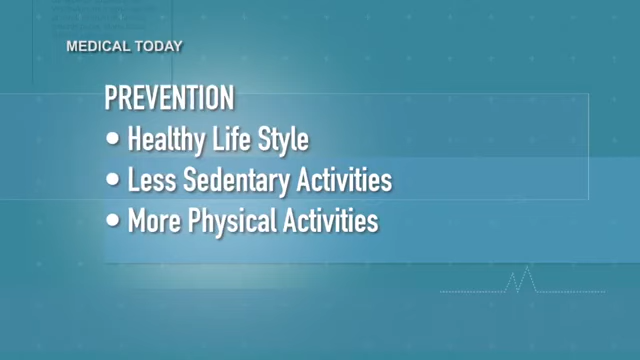 MEDICAL TODAY
PREVENTION
• Healthy Life Style
• Less Sedentary Activities
• More Physical Activities